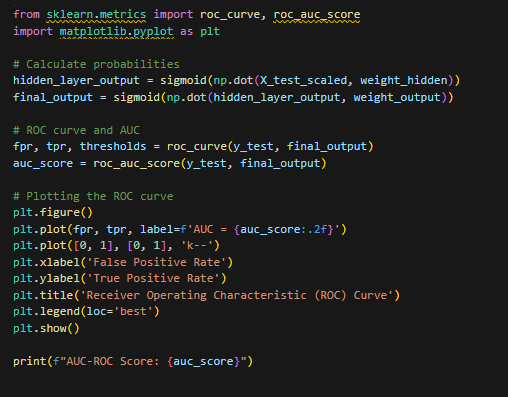 from sklearn.metrics import roc_curve, roc_auc_score
import matplotlib.pyplot as plt
# Calculate probabilities
hidden_layer_output = sigmoid(np.dot(X_test_scaled, weight_hidden))
final_output = sigmoid(np.dot(hidden_layer_output, weight_output))
# ROC curve and AUC
fpr, tpr, thresholds = roc_curve(y_test, final_output)
auc_score = roc_auc_score(y_test, final_output)
# Plotting the ROC curve
plt.figure()
plt.plot(fpr, tpr, label=f'AUC = {auc_score:.2f}')
plt.plot([0, 1], [0, 1], 'k--')
plt.xlabel('False Positive Rate')
plt.ylabel('True Positive Rate')
plt.title('Receiver Operating Characteristic (ROC) Curve')
plt.legend(loc='best')
plt.show()
print(f"AUC-ROC Score: {auc_score}")